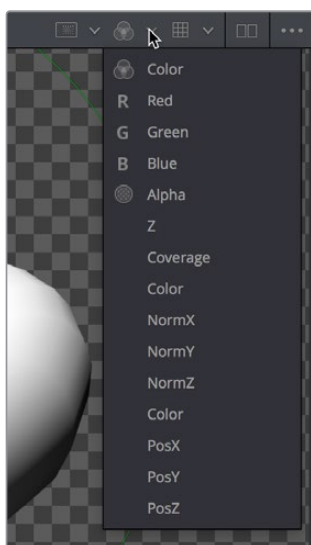 Color
R Red
G Green
B Blue
Alpha
Z
Coverage
Color
NormX
NormY
NormZ
Color
PosX
PosY
PosZ